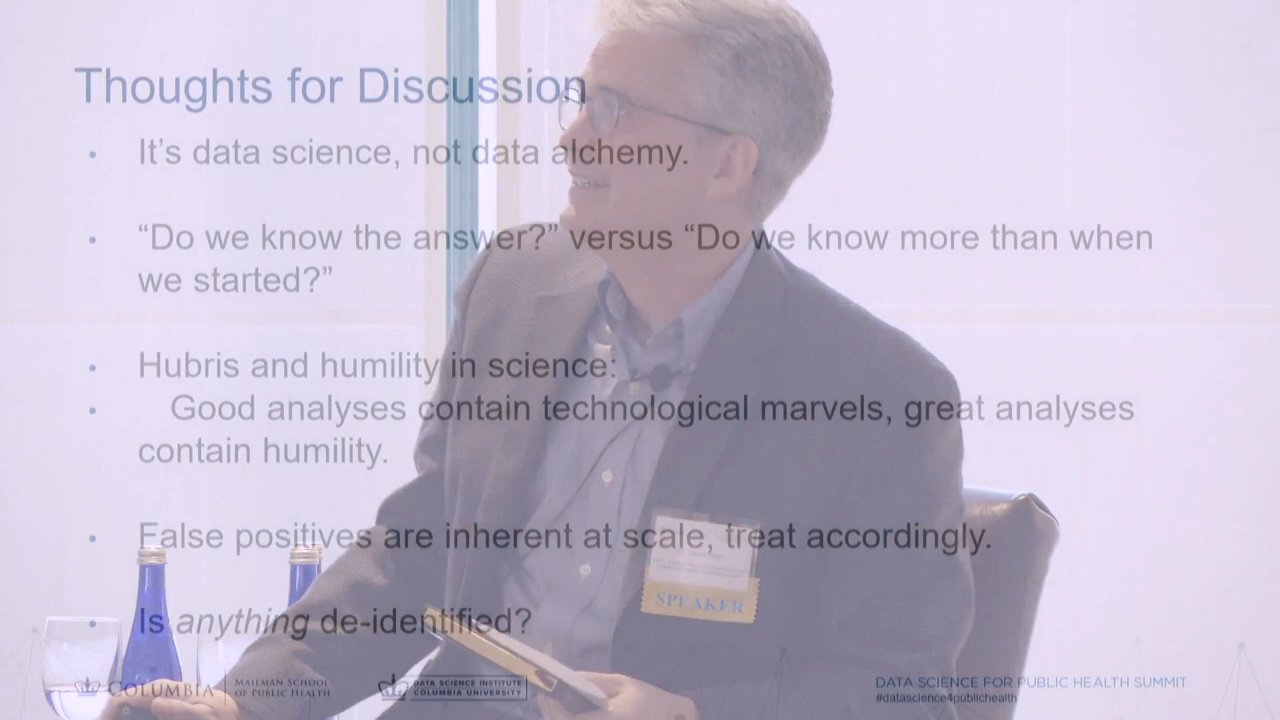 Thoughts for Discussion
• It’s data science, not data alchemy.
• “Do we know the answer?” versus “Do we know more than when
we started?”
• Hubris and humility in science:
• Good analyses contain technological marvels, great analyses
contain humility.
• False positives are inherent at scale, treat accordingly.
• Is anything de-identified?
SPEAKER
COLUMBIA
MAILMAN SCHOOL
OF PUBLIC HEALTH
DATA SCIENCE INSTITUTE
COLUMBIA UNIVERSITY
DATA SCIENCE FOR PUBLIC HEALTH SUMMIT
#datascience4publichealth